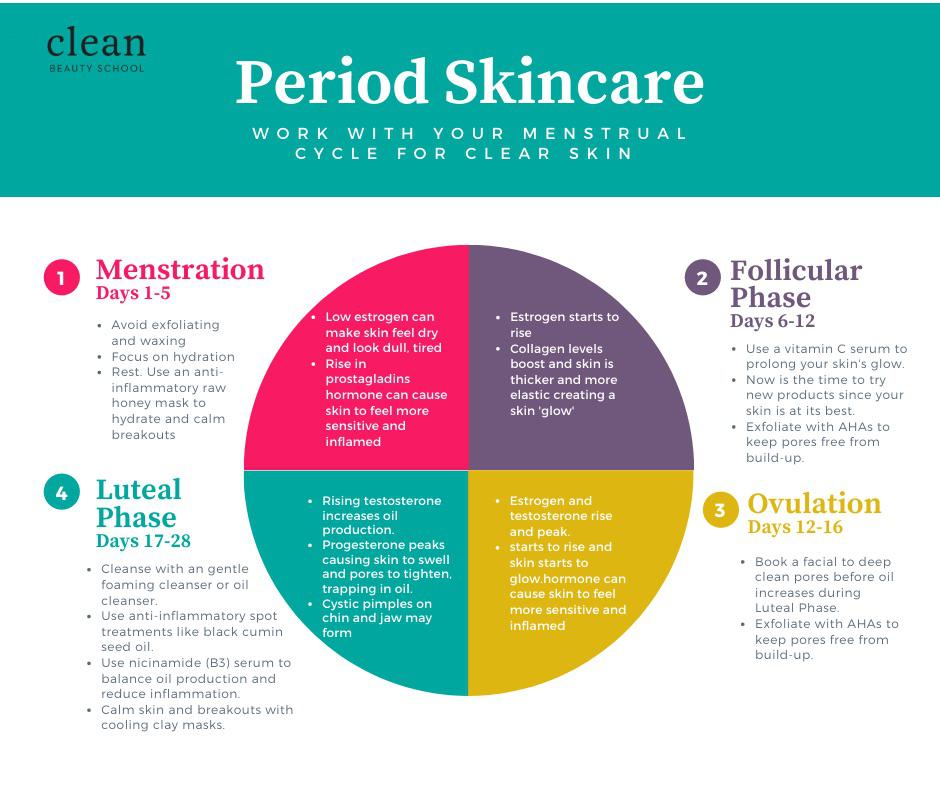 clean
BEAUTY SCHOOL
Period Skincare
WORK WITH YOUR MENSTRUAL
CYCLE FOR CLEAR SKIN
1
Menstration
Days 1-5
• Avoid exfoliating
and waxing
• Focus on hydration
• Rest. Use an anti-
inflammatory raw
honey mask to
hydrate and calm
breakouts
• Low estrogen can
make skin feel dry
and look dull, tired
• Rise in
prostagladins
hormone can cause
skin to feel more
sensitive and
inflamed
• Estrogen starts to
rise
• Collagen levels
boost and skin is
thicker and more
elastic creating a
skin 'glow'
2
Follicular
Phase
Days 6-12
• Use a vitamin C serum to
prolong your skin's glow.
• Now is the time to try
new products since your
skin is at its best.
• Exfoliate with AHAs to
keep pores free from
build-up.
4
Luteal
Phase
Days 17-28
• Cleanse with an gentle
foaming cleanser or oil
cleanser.
• Use anti-inflammatory spot
treatments like black cumin
seed oil.
• Use nicinamide (B3) serum to
balance oil production and
reduce inflammation.
• Calm skin and breakouts with
cooling clay masks.
• Rising testosterone
increases oil
production.
• Progesterone peaks
causing skin to swell
and pores to tighten,
trapping in oil.
• Cystic pimples on
chin and jaw may
form
• Estrogen and
testosterone rise
and peak.
• starts to rise and
skin starts to
glow.hormone can
cause skin to feel
more sensitive and
inflamed
3
Ovulation
Days 12-16
• Book a facial to deep
clean pores before oil
increases during
Luteal Phase.
• Exfoliate with AHAs to
keep pores free from
build-up.